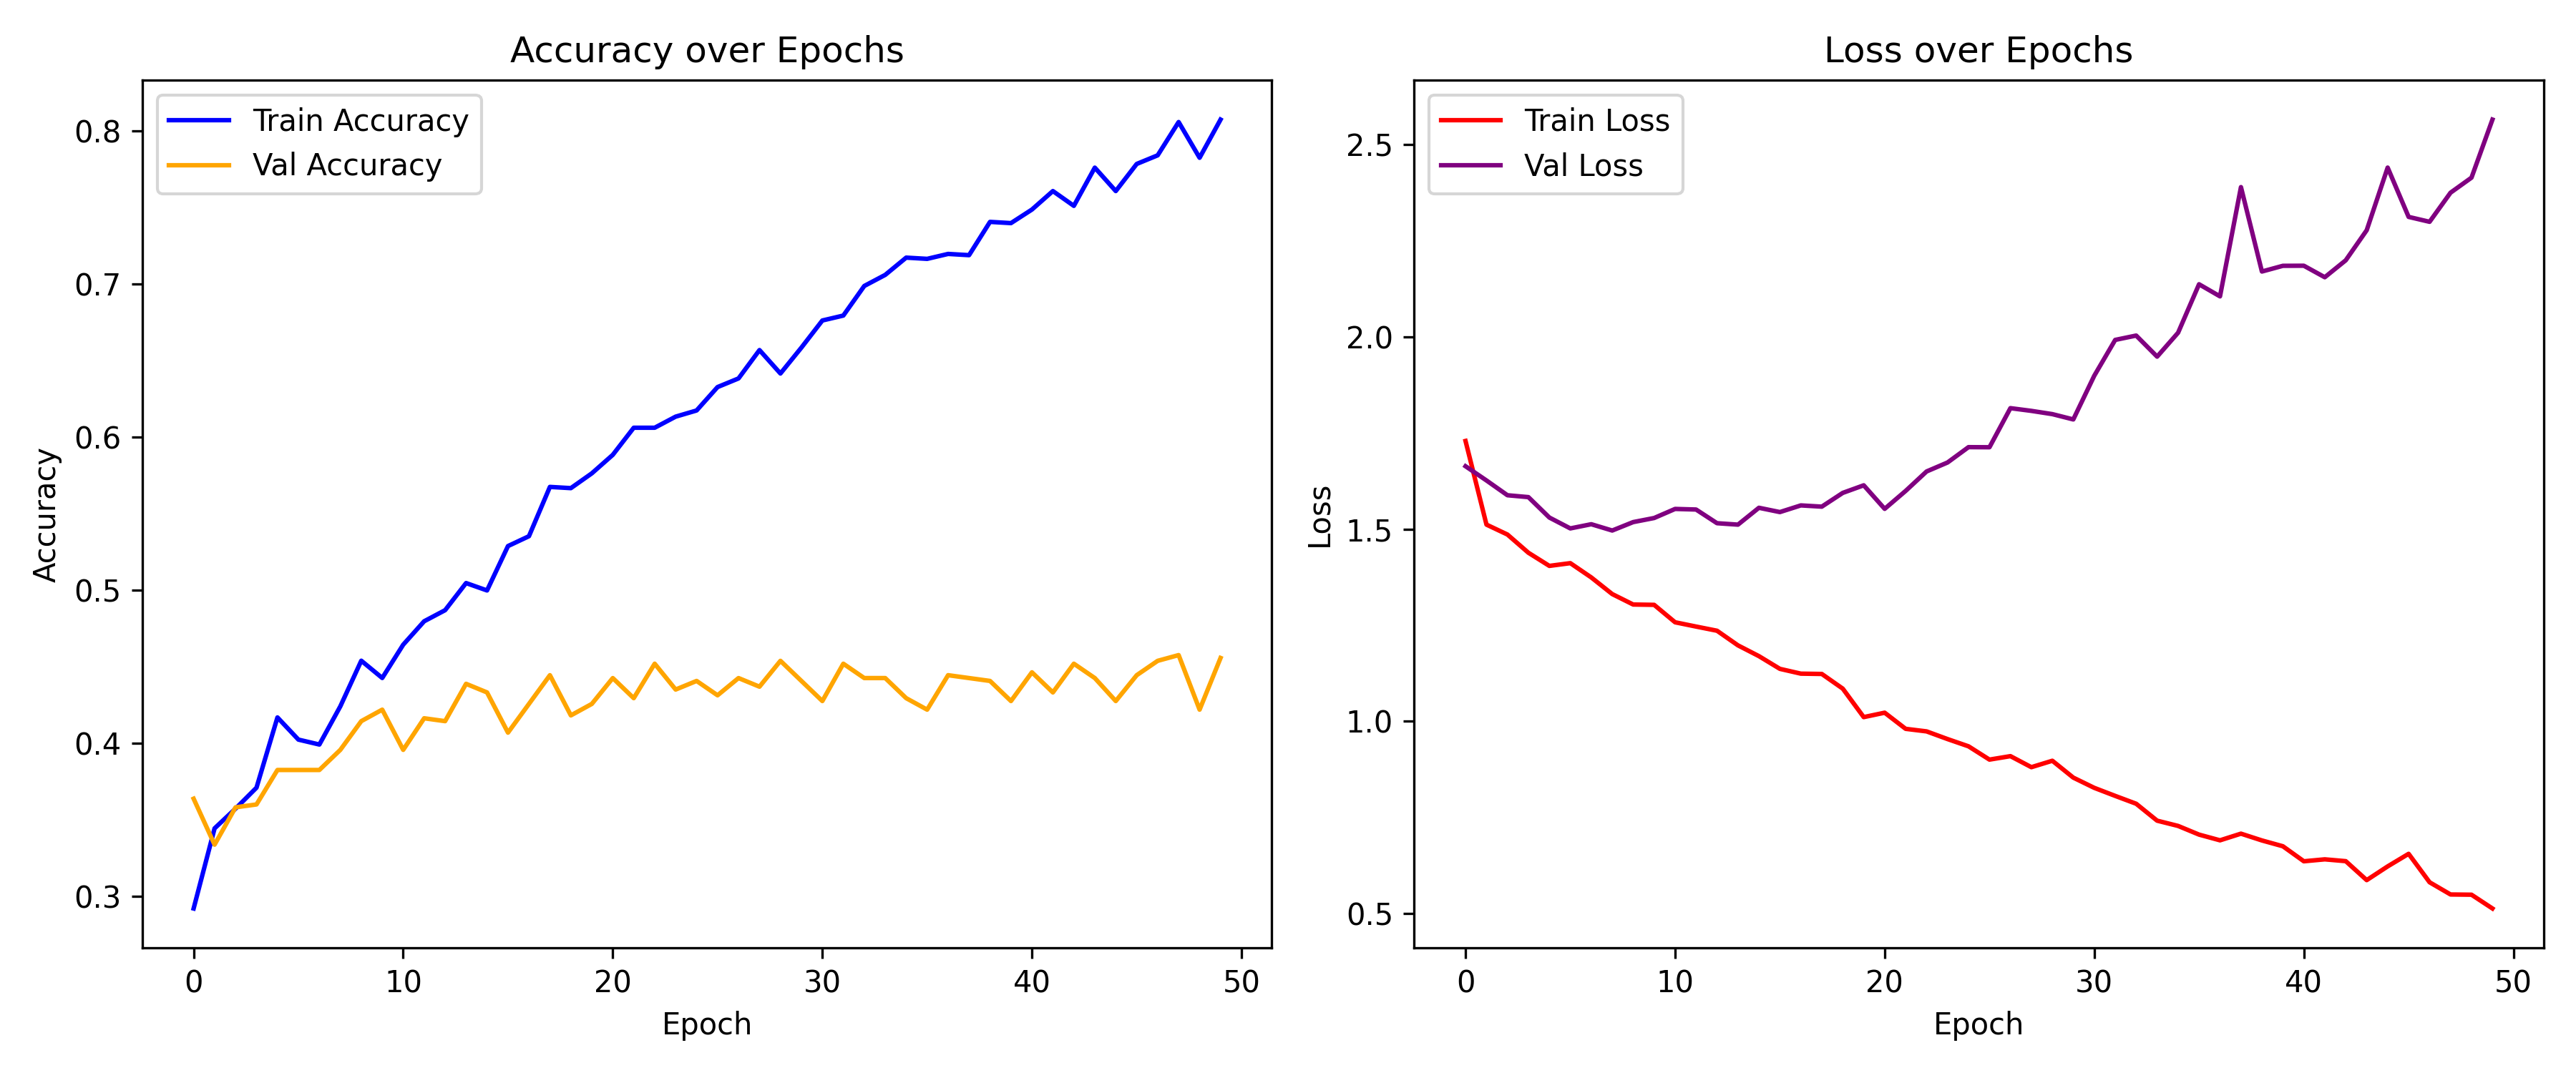 Accuracy over Epochs
Train Accuracy
Val Accuracy
Accuracy
0.8
0.7
0.6
0.5
0.4
0.3
0 10 20 30 40 50
Epoch
Loss over Epochs
Train Loss
Val Loss
Loss
2.5
2.0
1.5
1.0
0.5
0 10 20 30 40 50
Epoch